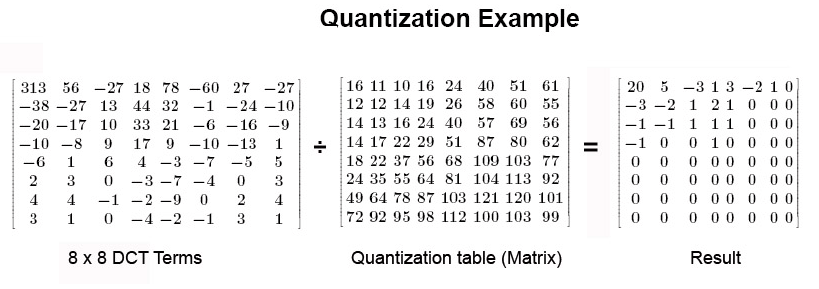 Quantization Example
313 56 −27 18 78 −60 27 −27
−38 −27 13 44 32 −1 −24 −10
−20 −17 10 33 21 −6 −16 −9
−10 −8 9 17 9 −10 −13 1
−6 1 6 4 −3 −7 −5 5
2 3 0 −3 −7 −4 0 3
4 4 −1 −2 −9 0 2 4
3 1 0 −4 −2 −1 3 1
÷
16 11 10 16 24 40 51 61
12 12 14 19 26 58 60 55
14 13 16 24 40 57 69 56
14 17 22 29 51 87 80 62
18 22 37 56 68 109 103 77
24 35 55 64 81 104 113 92
49 64 78 87 103 121 120 101
72 92 95 98 112 100 103 99
=
20 5 −3 1 3 −2 1 0
−3 −2 1 2 1 0 0 0
−1 −1 1 1 1 0 0 0
−1 0 0 1 0 0 0 0
0 0 0 0 0 0 0 0
0 0 0 0 0 0 0 0
0 0 0 0 0 0 0 0
0 0 0 0 0 0 0 0
8 x 8 DCT Terms
Quantization table (Matrix)
Result